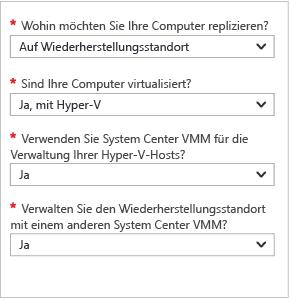 * Wohin möchten Sie Ihre Computer replizieren?
Auf Wiederherstellungsstandort
* Sind Ihre Computer virtualisiert?
Ja, mit Hyper-V
* Verwenden Sie System Center VMM für die
Verwaltung Ihrer Hyper-V-Hosts?
Ja
* Verwalten Sie den Wiederherstellungsstandort
mit einem anderen System Center VMM?
Ja